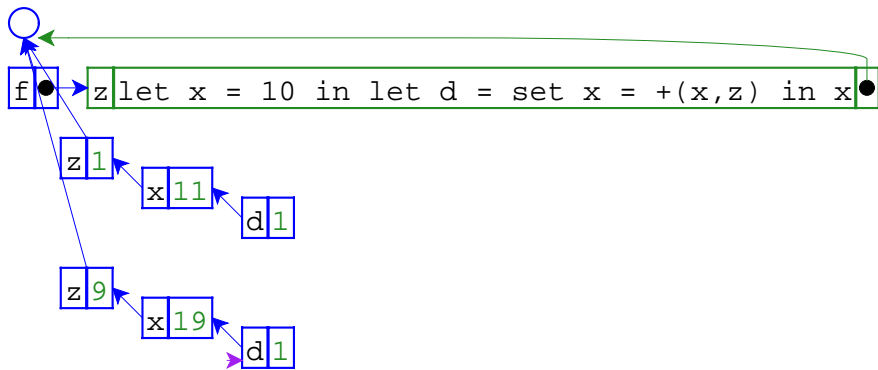 f z let x = 10 in let d = set x = +(x,z) in x
z 1
x 11
d 1
z 9
x 19
d 1